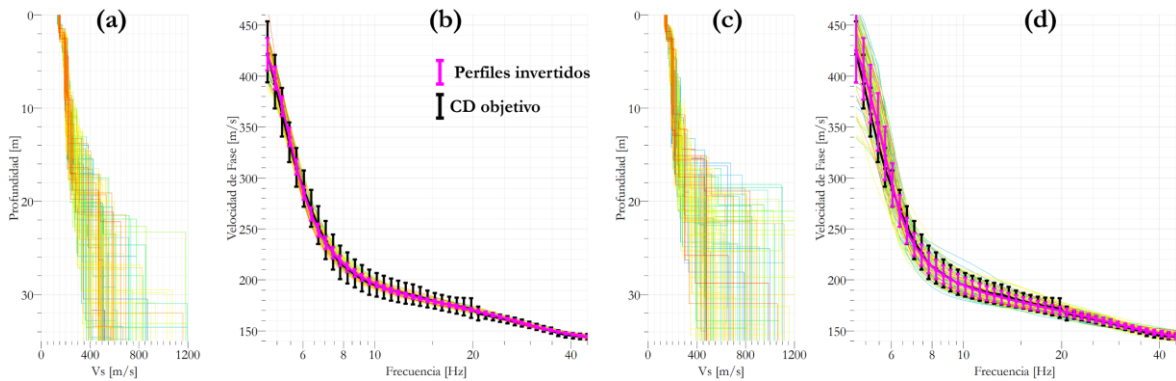 (a)
(b)
(c)
(d)
0
10
20
30
Profundidad [m]
0
400
800
1200
Vs [m/s]
450
400
350
300
250
200
150
Velocidad de Fase [m/s]
Perfiles invertidos
CD objetivo
6
8
10
20
40
Frecuencia [Hz]
0
10
20
30
Profundidad [m]
0
400
800
1200
Vs [m/s]
450
400
350
300
250
200
150
Velocidad de Fase [m/s]
6
8
10
20
40
Frecuencia [Hz]